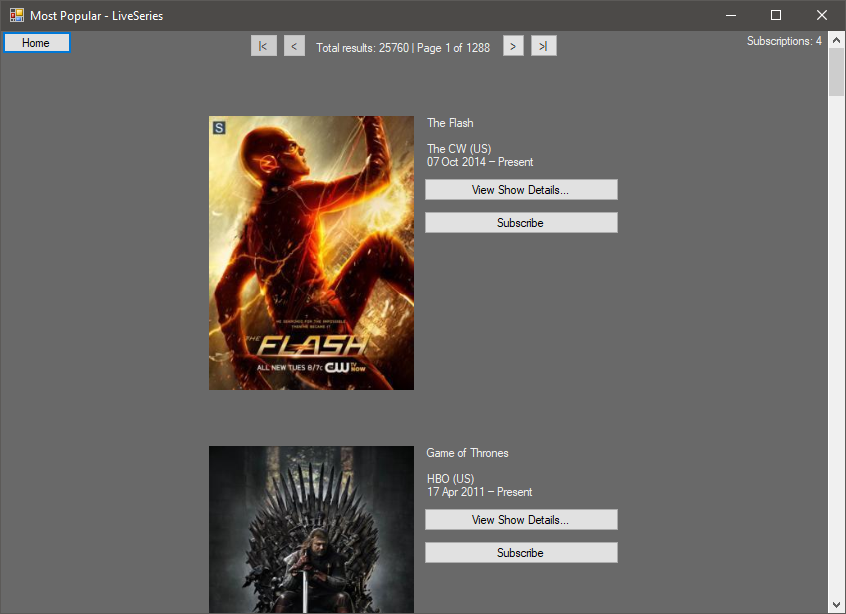 Most Popular - LiveSeries
Home
|<
<
Total results: 25760 | Page 1 of 1288
>
>|
Subscriptions: 4
S
The Flash
The CW (US)
07 Oct 2014 – Present
View Show Details...
Subscribe
HE SEARCHED FOR THE IMPOSSIBLE
THEN HE BECAME IT
THE FLASH
ALL NEW TUES 8/7c CW TV NOW
Game of Thrones
HBO (US)
17 Apr 2011 – Present
View Show Details...
Subscribe